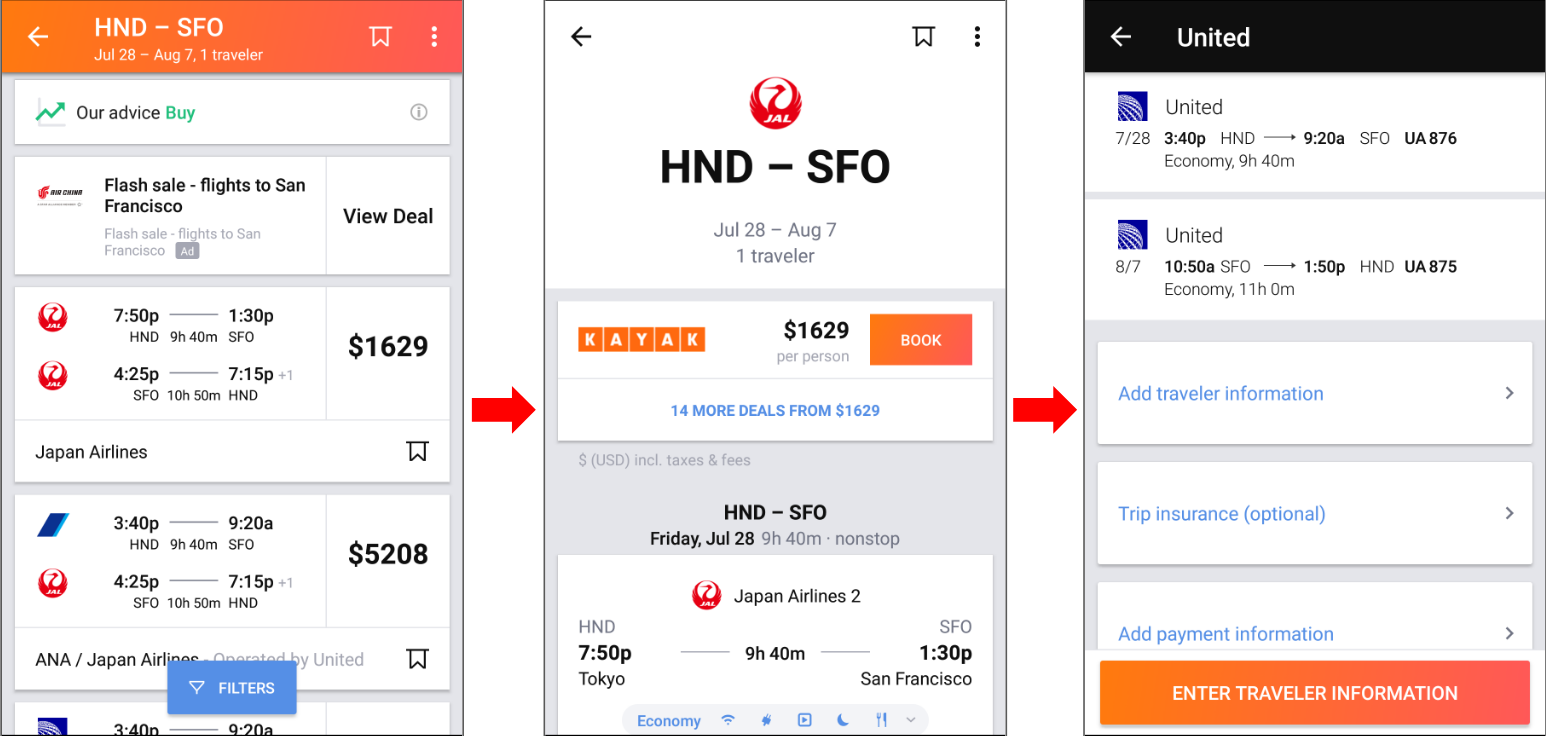 HND – SFO
Jul 28 – Aug 7, 1 traveler
Our advice Buy
AIR CHINA
Flash sale - flights to San
Francisco
Flash sale - flights to San
Francisco Ad
View Deal
JAL
7:50p 1:30p
HND 9h 40m SFO
$1629
JAL
4:25p 7:15p +1
SFO 10h 50m HND
Japan Airlines
3:40p 9:20a
HND 9h 40m SFO
$5208
JAL
4:25p 7:15p +1
SFO 10h 50m HND
ANA / Japan Airlines - Operated by United
FILTERS
3:40p 9:20a
JAL
HND – SFO
Jul 28 – Aug 7
1 traveler
KAYAK
$1629
per person
BOOK
14 MORE DEALS FROM $1629
$ (USD) incl. taxes & fees
HND – SFO
Friday, Jul 28 9h 40m · nonstop
JAL
Japan Airlines 2
HND SFO
7:50p 9h 40m 1:30p
Tokyo San Francisco
Economy
United
United
7/28 3:40p HND → 9:20a SFO UA 876
Economy, 9h 40m
United
8/7 10:50a SFO → 1:50p HND UA 875
Economy, 11h 0m
Add traveler information
Trip insurance (optional)
Add payment information
ENTER TRAVELER INFORMATION